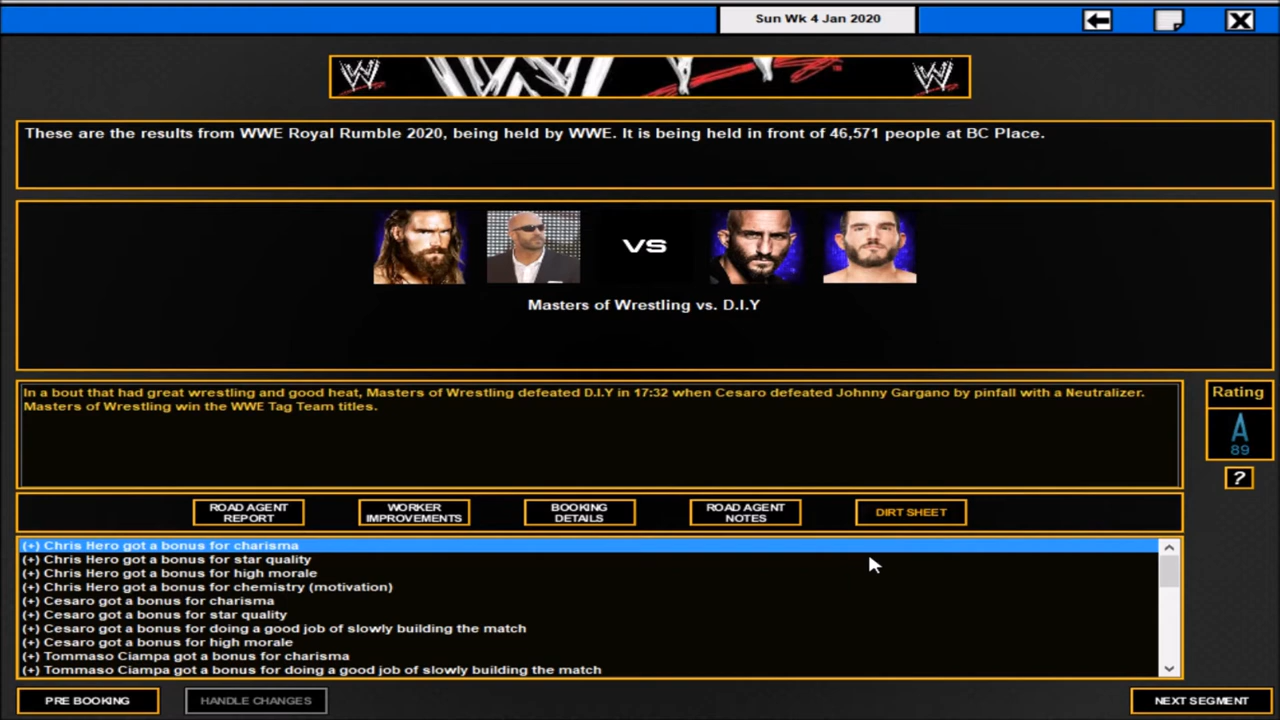 Sun Wk 4 Jan 2020
These are the results from WWE Royal Rumble 2020, being held by WWE. It is being held in front of 46,571 people at BC Place.
VS
Masters of Wrestling vs. D.I.Y
In a bout that had great wrestling and good heat, Masters of Wrestling defeated D.I.Y in 17:32 when Cesaro defeated Johnny Gargano by pinfall with a Neutralizer.
Masters of Wrestling win the WWE Tag Team titles.
Rating
A
89
?
ROAD AGENT
REPORT
WORKER
IMPROVEMENTS
BOOKING
DETAILS
ROAD AGENT
NOTES
DIRT SHEET
(+) Chris Hero got a bonus for charisma
(+) Chris Hero got a bonus for star quality
(+) Chris Hero got a bonus for high morale
(+) Chris Hero got a bonus for chemistry (motivation)
(+) Cesaro got a bonus for charisma
(+) Cesaro got a bonus for star quality
(+) Cesaro got a bonus for doing a good job of slowly building the match
(+) Cesaro got a bonus for high morale
(+) Tommaso Ciampa got a bonus for charisma
(+) Tommaso Ciampa got a bonus for doing a good job of slowly building the match
PRE BOOKING
HANDLE CHANGES
NEXT SEGMENT